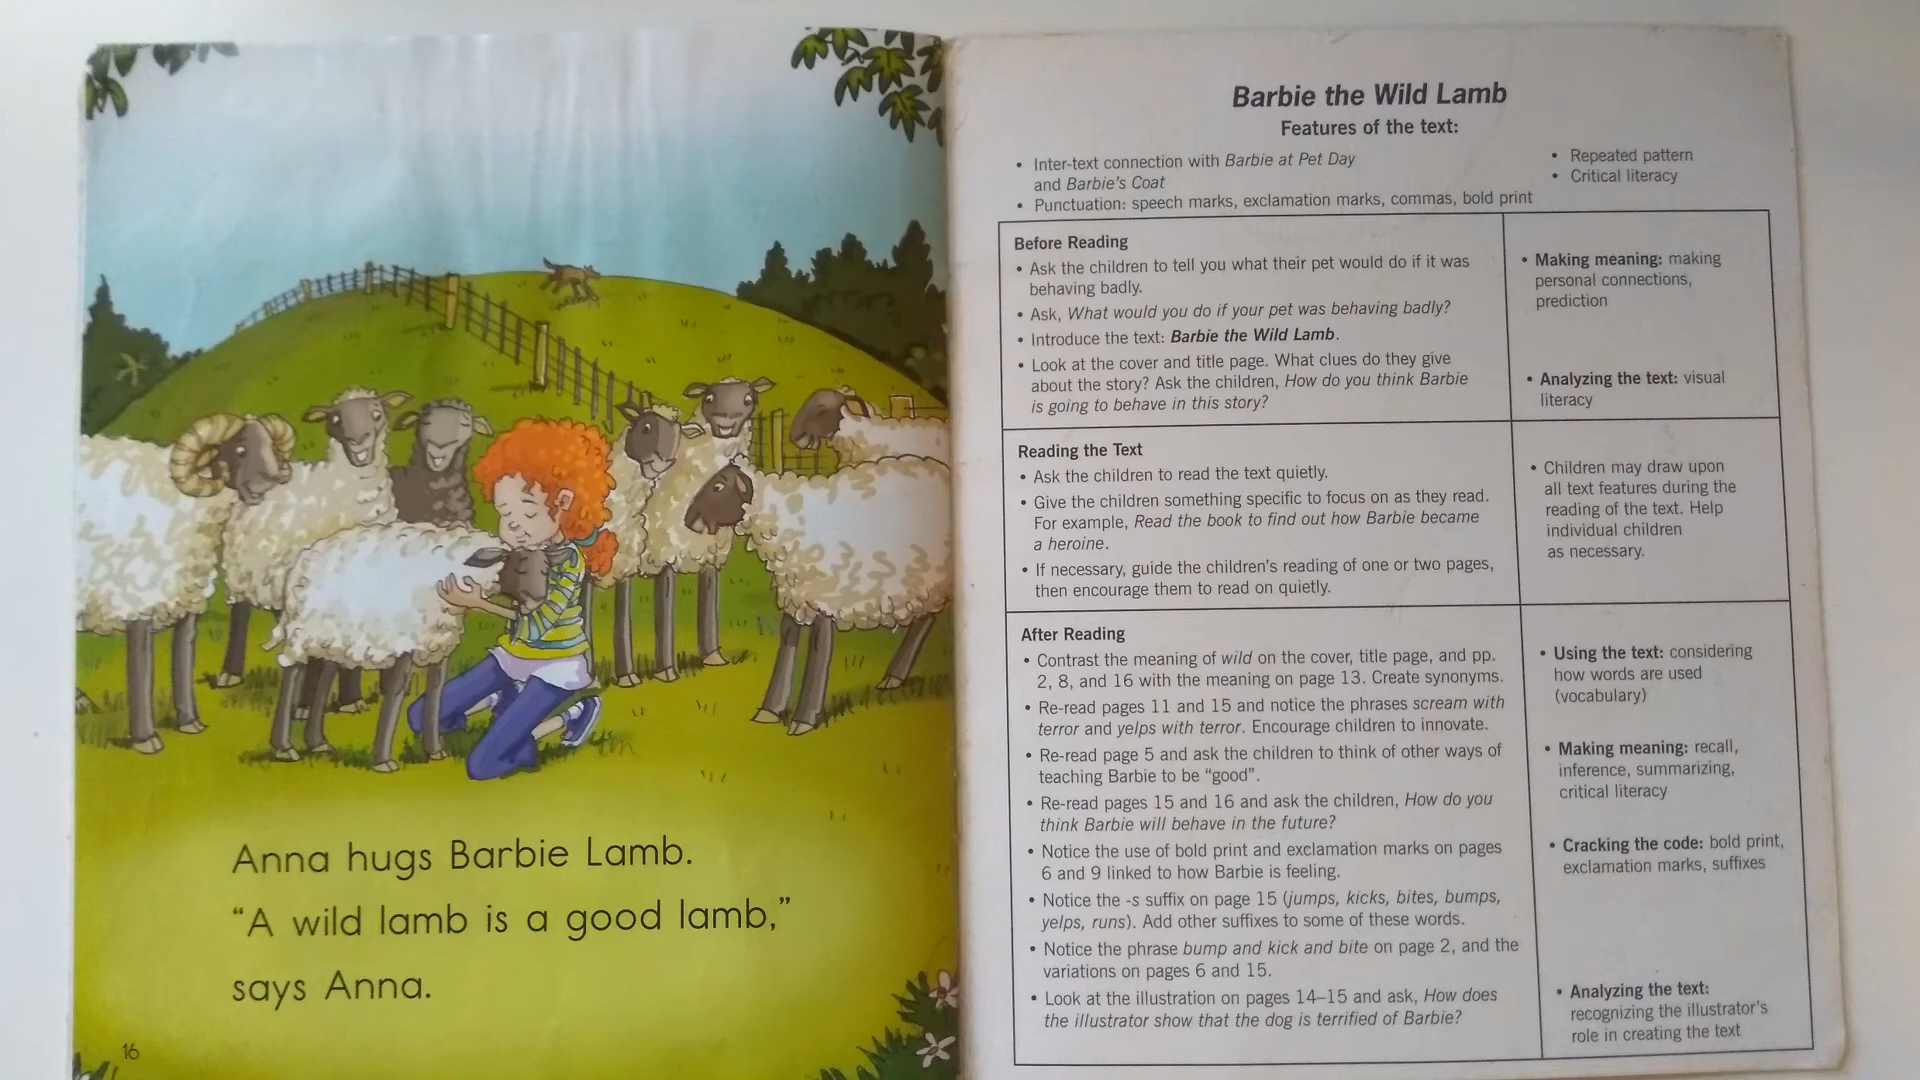 Anna hugs Barbie Lamb.
“A wild lamb is a good lamb,”
says Anna.
16
Barbie the Wild Lamb
Features of the text:
• Inter-text connection with Barbie at Pet Day
and Barbie's Coat
• Punctuation: speech marks, exclamation marks, commas, bold print
• Repeated pattern
• Critical literacy
Before Reading
• Ask the children to tell you what their pet would do if it was
behaving badly.
• Ask, What would you do if your pet was behaving badly?
• Introduce the text: Barbie the Wild Lamb.
• Look at the cover and title page. What clues do they give
about the story? Ask the children, How do you think Barbie
is going to behave in this story?
• Making meaning: making
personal connections,
prediction
• Analyzing the text: visual
literacy
Reading the Text
• Ask the children to read the text quietly.
• Give the children something specific to focus on as they read.
For example, Read the book to find out how Barbie became
a heroine.
• If necessary, guide the children's reading of one or two pages,
then encourage them to read on quietly.
• Children may draw upon
all text features during the
reading of the text. Help
individual children
as necessary.
After Reading
• Contrast the meaning of wild on the cover, title page, and pp.
2, 8, and 16 with the meaning on page 13. Create synonyms.
• Re-read pages 11 and 15 and notice the phrases scream with
terror and yelps with terror. Encourage children to innovate.
• Re-read page 5 and ask the children to think of other ways of
teaching Barbie to be “good”.
• Re-read pages 15 and 16 and ask the children, How do you
think Barbie will behave in the future?
• Notice the use of bold print and exclamation marks on pages
6 and 9 linked to how Barbie is feeling.
• Notice the -s suffix on page 15 (jumps, kicks, bites, bumps,
yelps, runs). Add other suffixes to some of these words.
• Notice the phrase bump and kick and bite on page 2, and the
variations on pages 6 and 15.
• Look at the illustration on pages 14–15 and ask, How does
the illustrator show that the dog is terrified of Barbie?
• Using the text: considering
how words are used
(vocabulary)
• Making meaning: recall,
inference, summarizing,
critical literacy
• Cracking the code: bold print,
exclamation marks, suffixes
• Analyzing the text:
recognizing the illustrator's
role in creating the text